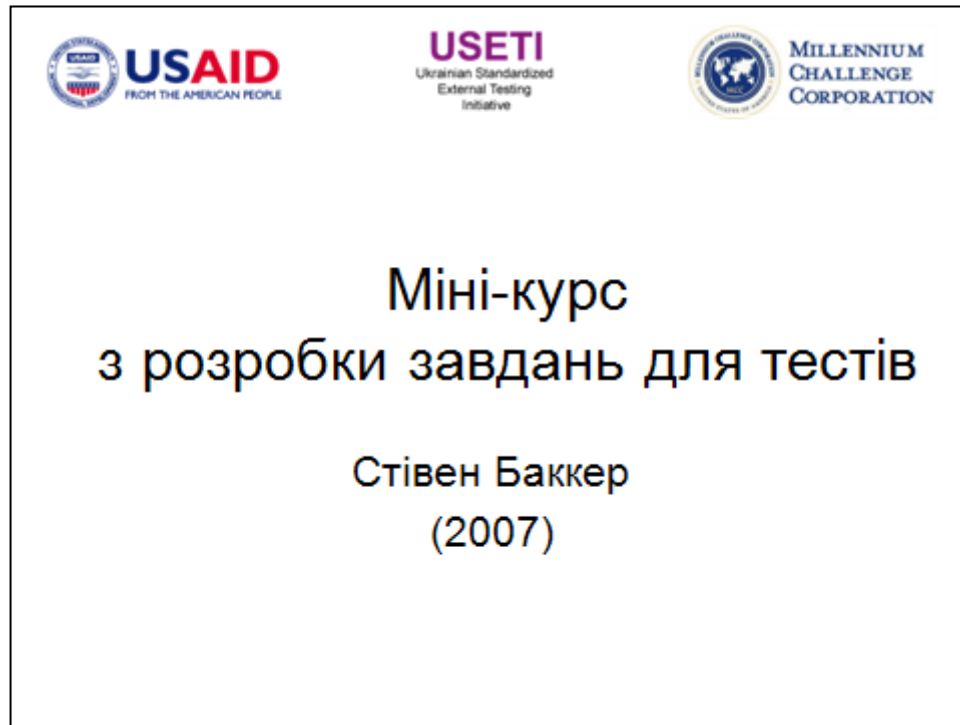 USAID
FROM THE AMERICAN PEOPLE
USETI
Ukrainian Standardized
External Testing
Initiative
MILLENNIUM
CHALLENGE
CORPORATION
Міні-курс
з розробки завдань для тестів
Стівен Баккер
(2007)